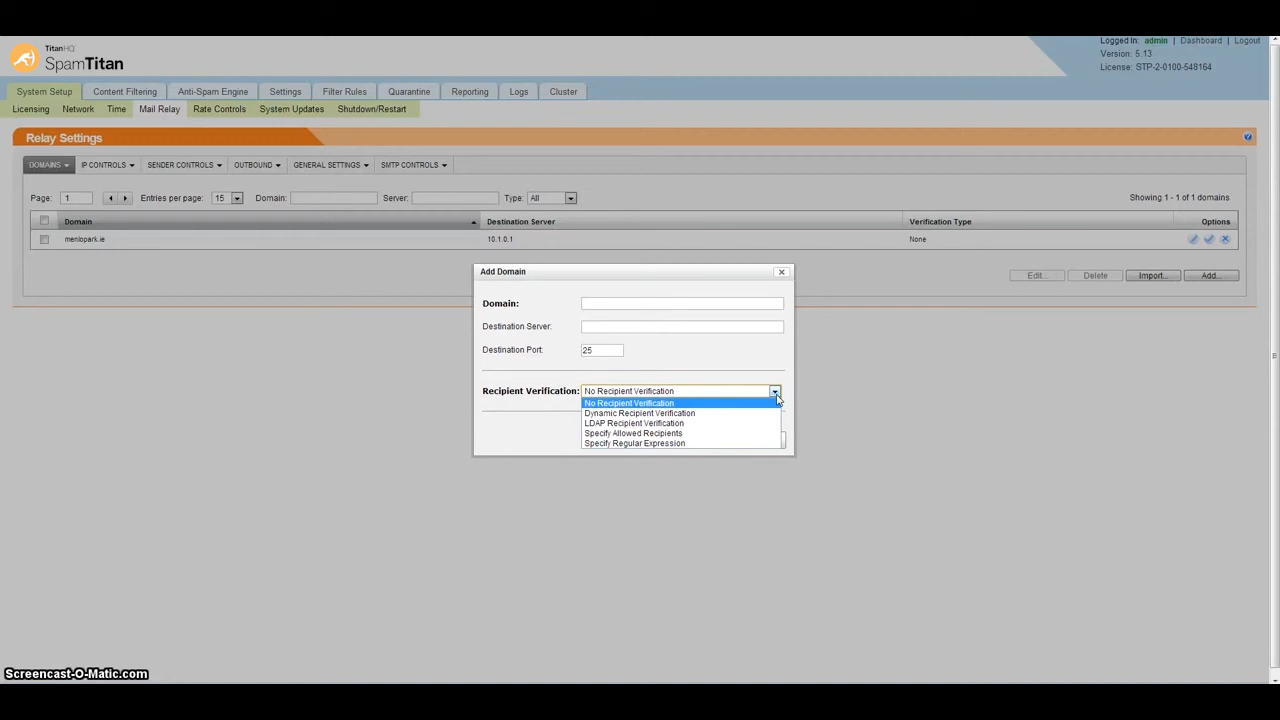 TitanHQ
SpamTitan
Logged In: admin | Dashboard | Logout
Version: 5.13
License: STP-2-0100-548164
System Setup Content Filtering Anti-Spam Engine Settings Filter Rules Quarantine Reporting Logs Cluster
Licensing Network Time Mail Relay Rate Controls System Updates Shutdown/Restart
Relay Settings
DOMAINS IP CONTROLS SENDER CONTROLS OUTBOUND GENERAL SETTINGS SMTP CONTROLS
Page: 1 Entries per page: 15 Domain: Server: Type: All Showing 1 - 1 of 1 domains
Domain Destination Server Verification Type Options
menlopark.ie 10.1.0.1 None
Edit... Delete Import... Add...
Add Domain
Domain:
Destination Server:
Destination Port: 25
Recipient Verification: No Recipient Verification
No Recipient Verification
Dynamic Recipient Verification
LDAP Recipient Verification
Specify Allowed Recipients
Specify Regular Expression
Screencast-O-Matic.com